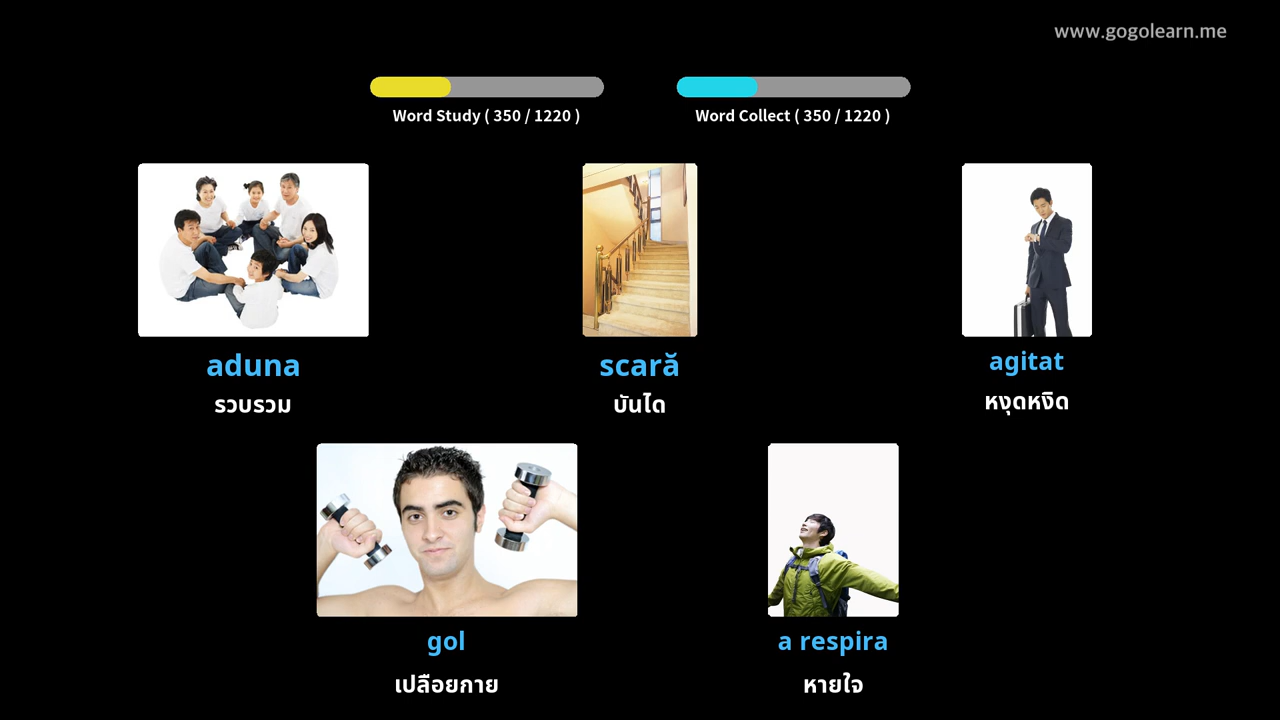 www.gogolearn.me
Word Study ( 350 / 1220 )
Word Collect ( 350 / 1220 )
aduna
รวบรวม
scară
บันได
agitat
หงุดหงิด
gol
เปลือยกาย
a respira
หายใจ